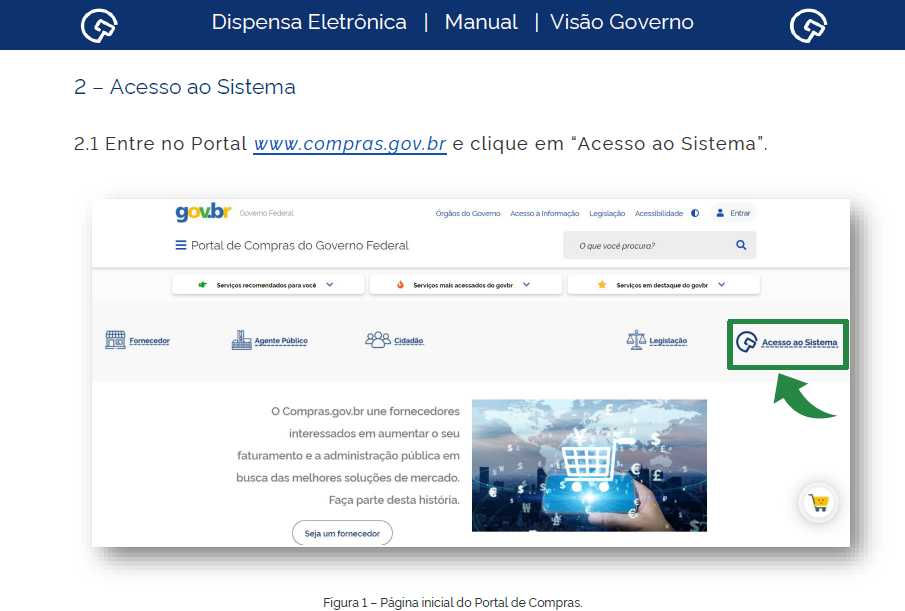 Dispensa Eletrônica | Manual | Visão Governo
2 – Acesso ao Sistema
2.1 Entre no Portal www.compras.gov.br e clique em “Acesso ao Sistema”.
gov.br Governo Federal
Órgãos do Governo Acesso à Informação Legislação Acessibilidade Entrar
Portal de Compras do Governo Federal
O que você procura?
Serviços recomendados para você Serviços mais acessados do govbr Serviços em destaque do govbr
Fornecedor Agente Público Cidadão Legislação Acesso ao Sistema
O Compras.gov.br une fornecedores
interessados em aumentar o seu
faturamento e a administração pública em
busca das melhores soluções de mercado.
Faça parte desta história.
Seja um fornecedor
Figura 1 – Página inicial do Portal de Compras.